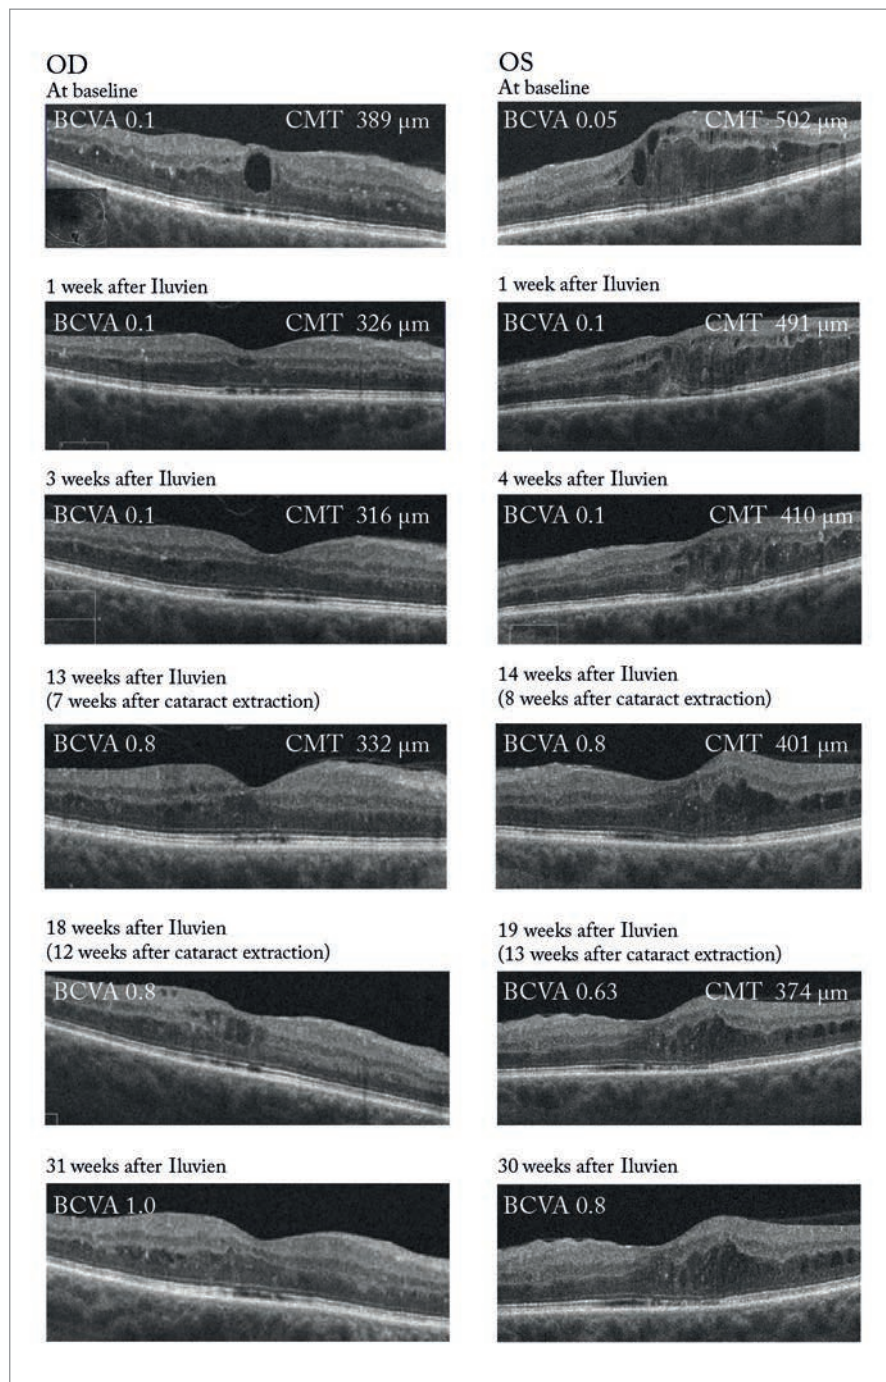 OD
At baseline
BCVA 0.1 CMT 389 µm
1 week after Iluvien
BCVA 0.1 CMT 326 µm
3 weeks after Iluvien
BCVA 0.1 CMT 316 µm
13 weeks after Iluvien
(7 weeks after cataract extraction)
BCVA 0.8 CMT 332 µm
18 weeks after Iluvien
(12 weeks after cataract extraction)
BCVA 0.8
31 weeks after Iluvien
BCVA 1.0
OS
At baseline
BCVA 0.05 CMT 502 µm
1 week after Iluvien
BCVA 0.1 CMT 491 µm
4 weeks after Iluvien
BCVA 0.1 CMT 410 µm
14 weeks after Iluvien
(8 weeks after cataract extraction)
BCVA 0.8 CMT 401 µm
19 weeks after Iluvien
(13 weeks after cataract extraction)
BCVA 0.63 CMT 374 µm
30 weeks after Iluvien
BCVA 0.8